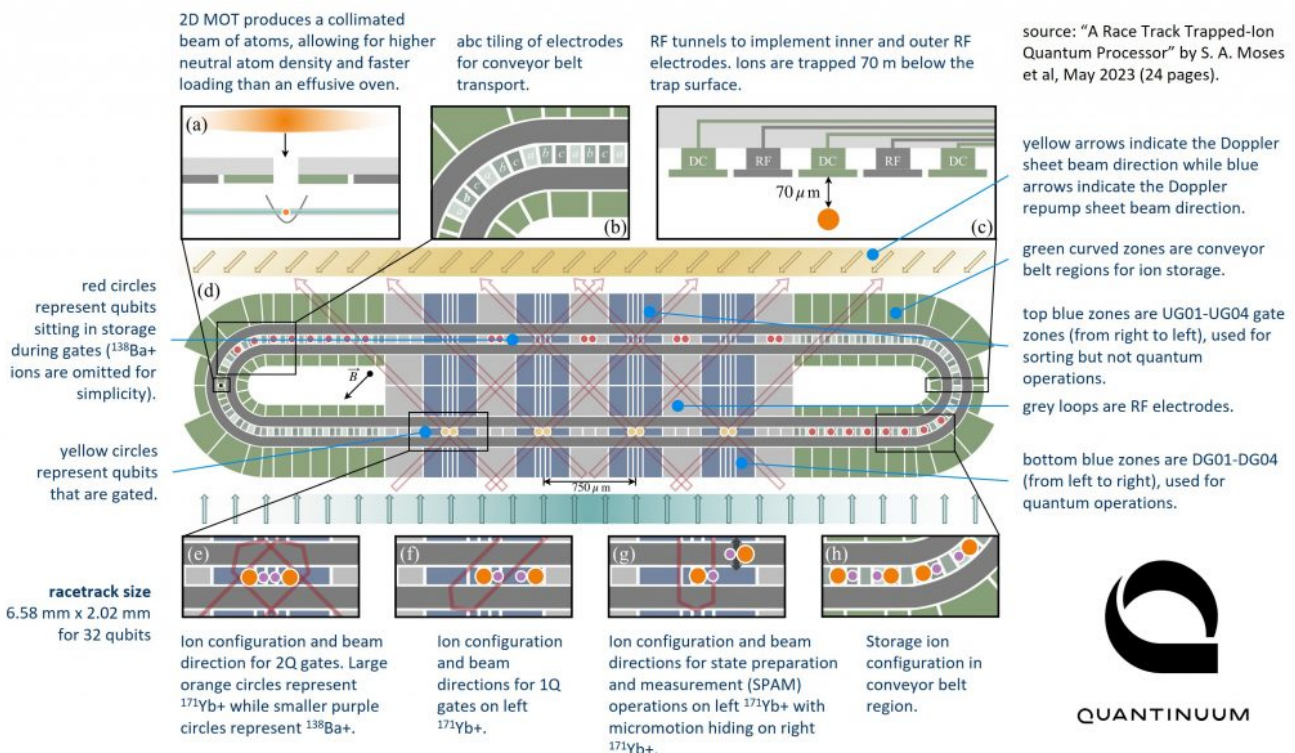 2D MOT produces a collimated
beam of atoms, allowing for higher
neutral atom density and faster
loading than an effusive oven.
abc tiling of electrodes
for conveyor belt
transport.
RF tunnels to implement inner and outer RF
electrodes. Ions are trapped 70 m below the
trap surface.
source: “A Race Track Trapped-Ion
Quantum Processor” by S. A. Moses
et al, May 2023 (24 pages).
(a)
(b)
DC
RF
DC
RF
DC
70 μ m
(c)
yellow arrows indicate the Doppler
sheet beam direction while blue
arrows indicate the Doppler
repump sheet beam direction.
green curved zones are conveyor
belt regions for ion storage.
top blue zones are UG01-UG04 gate
zones (from right to left), used for
sorting but not quantum
operations.
grey loops are RF electrodes.
bottom blue zones are DG01-DG04
(from left to right), used for
quantum operations.
red circles
represent qubits
sitting in storage
during gates (¹³⁸Ba+
ions are omitted for
simplicity).
yellow circles
represent qubits
that are gated.
(d)
B
750 μ m
racetrack size
6.58 mm x 2.02 mm
for 32 qubits
(e)
(f)
(g)
(h)
Ion configuration and beam
direction for 2Q gates. Large
orange circles represent
¹⁷¹Yb+ while smaller purple
circles represent ¹³⁸Ba+.
Ion configuration
and beam
directions for 1Q
gates on left
¹⁷¹Yb+.
Ion configuration and beam
directions for state preparation
and measurement (SPAM)
operations on left ¹⁷¹Yb+ with
micromotion hiding on right
¹⁷¹Yb+.
Storage ion
configuration in
conveyor belt
region.
QUANTINUUM